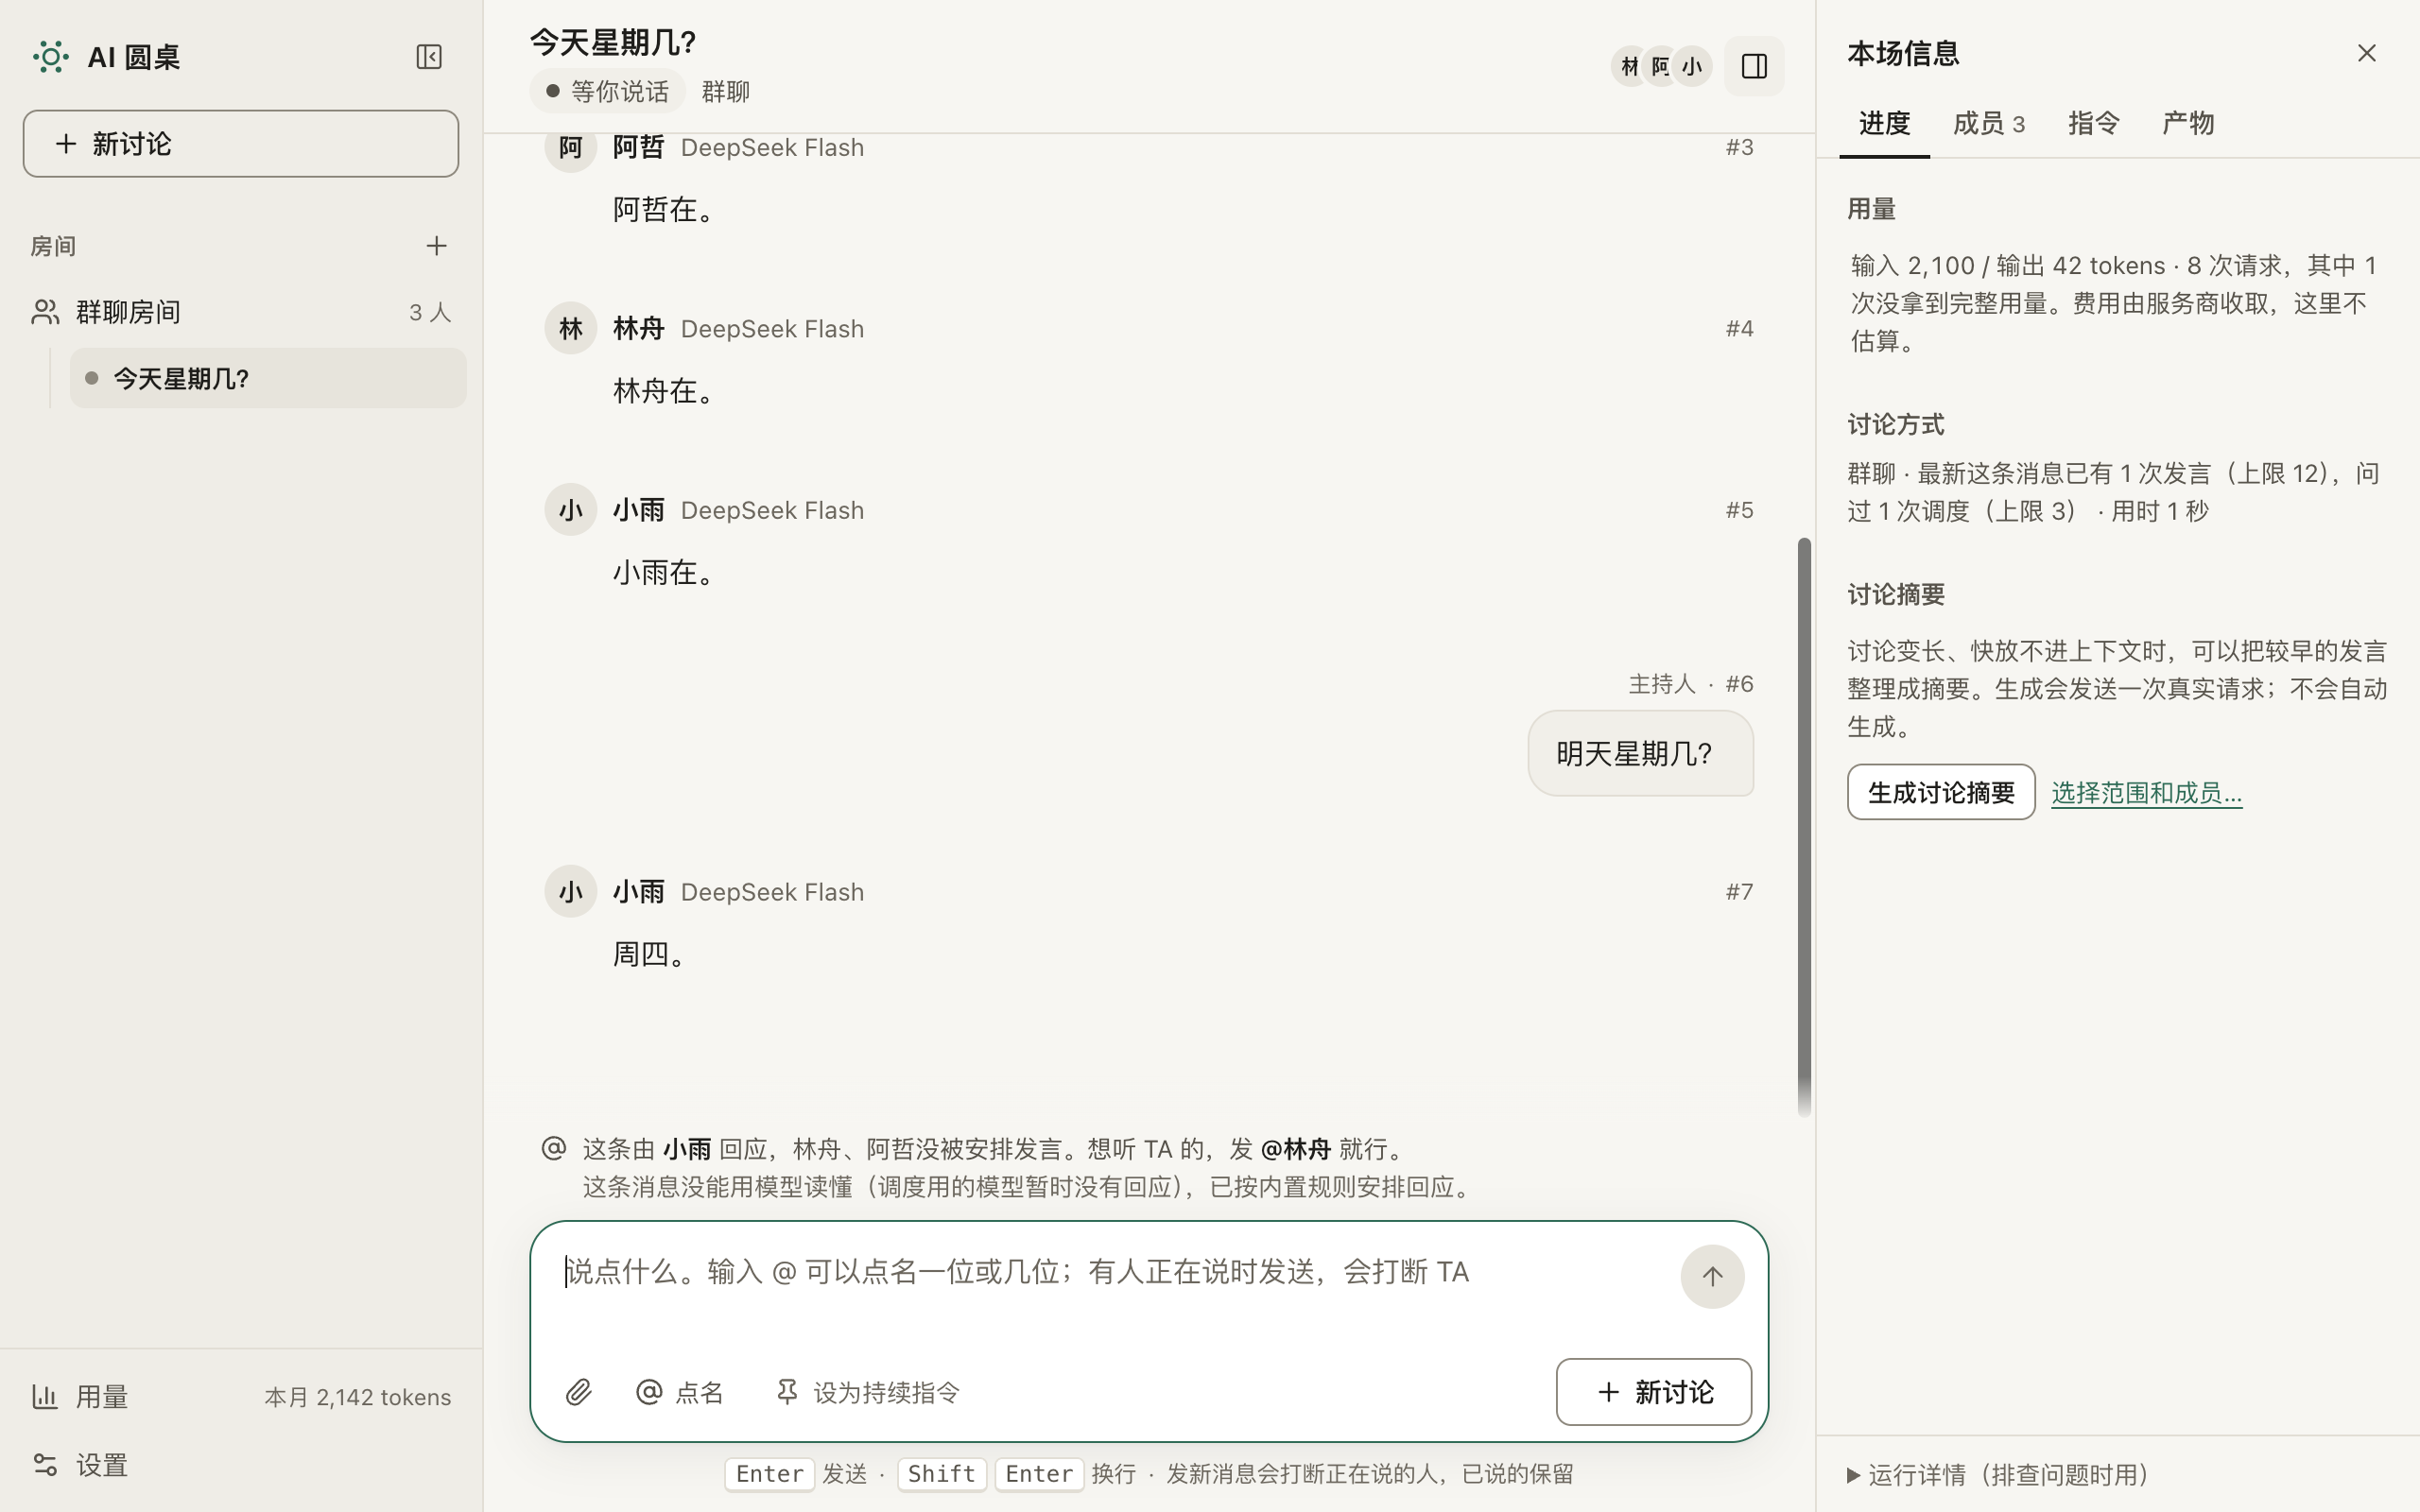 AI 圆桌
新讨论
房间
群聊房间 3 人
今天星期几?
用量 本月 2,142 tokens
设置
今天星期几?
等你说话 群聊
林 阿 小
阿 阿哲 DeepSeek Flash #3
阿哲在。
林 林舟 DeepSeek Flash #4
林舟在。
小 小雨 DeepSeek Flash #5
小雨在。
主持人 · #6
明天星期几?
小 小雨 DeepSeek Flash #7
周四。
@ 这条由 小雨 回应，林舟、阿哲没被安排发言。想听 TA 的，发 @林舟 就行。
这条消息没能用模型读懂（调度用的模型暂时没有回应），已按内置规则安排回应。
说点什么。输入 @ 可以点名一位或几位；有人正在说时发送，会打断 TA
@ 点名 设为持续指令 新讨论
Enter 发送 · Shift Enter 换行 · 发新消息会打断正在说的人，已说的保留
本场信息
进度 成员 3 指令 产物
用量
输入 2,100 / 输出 42 tokens · 8 次请求，其中 1
次没拿到完整用量。费用由服务商收取，这里不
估算。
讨论方式
群聊 · 最新这条消息已有 1 次发言（上限 12），问
过 1 次调度（上限 3） · 用时 1 秒
讨论摘要
讨论变长、快放不进上下文时，可以把较早的发言
整理成摘要。生成会发送一次真实请求；不会自动
生成。
生成讨论摘要 选择范围和成员...
运行详情（排查问题时用）